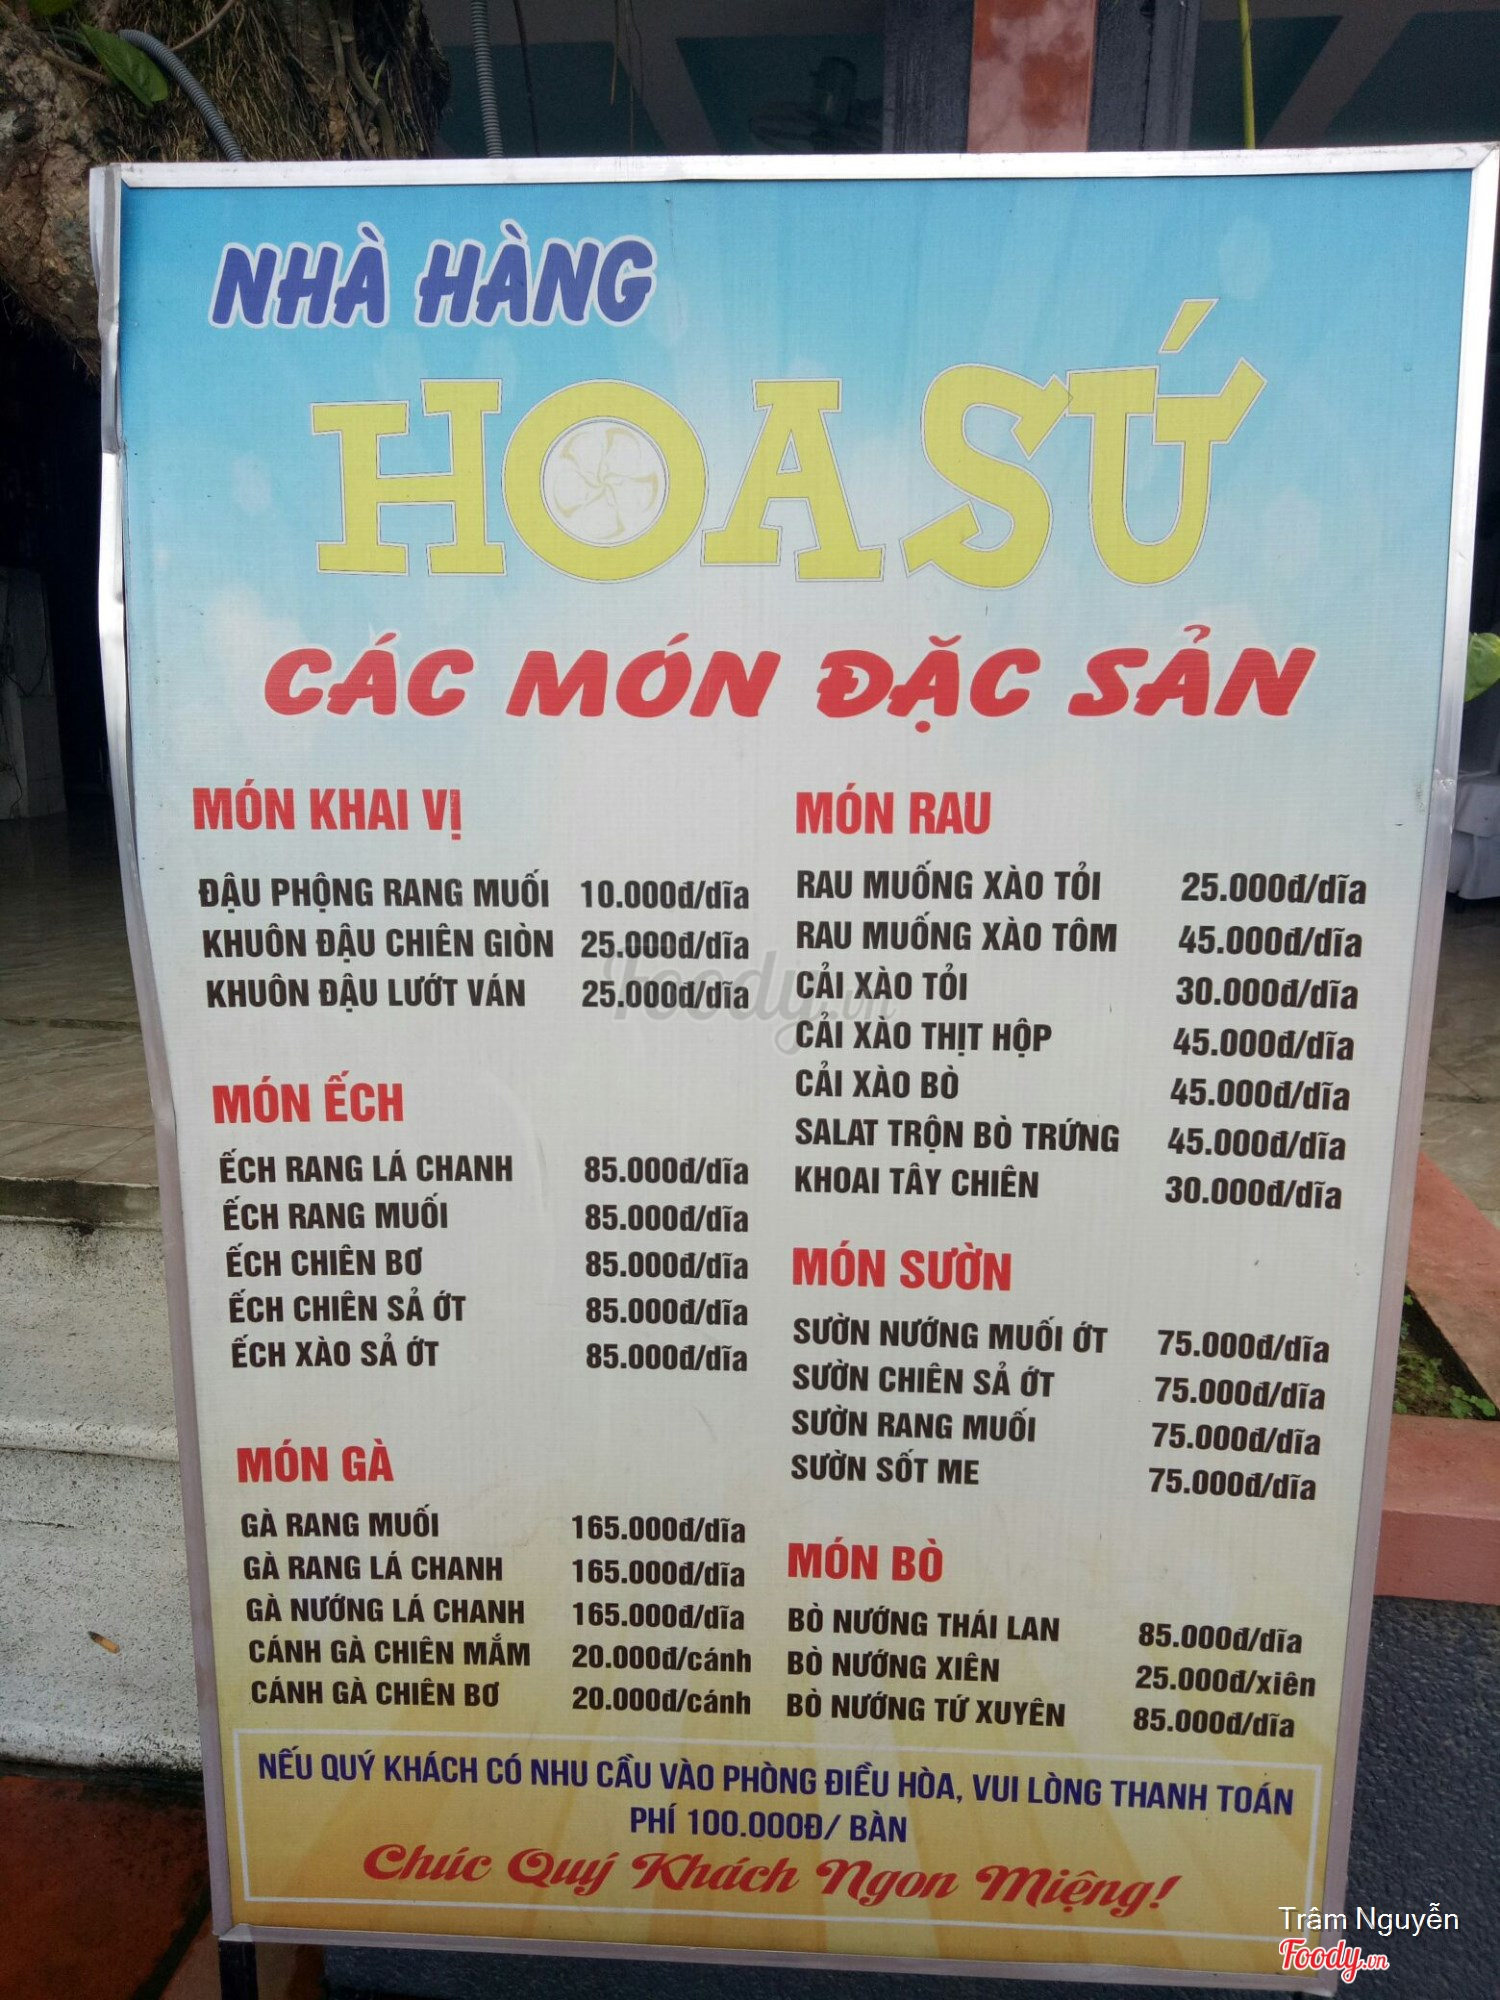 NHÀ HÀNG
HOA SỨ
CÁC MÓN ĐẶC SẢN
MÓN KHAI VỊ
ĐẬU PHỘNG RANG MUỐI 10.000đ/dĩa
KHUÔN ĐẬU CHIÊN GIÒN 25.000đ/dĩa
KHUÔN ĐẬU LƯỚT VÁN 25.000đ/dĩa
MÓN ẾCH
ẾCH RANG LÁ CHANH 85.000đ/dĩa
ẾCH RANG MUỐI 85.000đ/dĩa
ẾCH CHIÊN BƠ 85.000đ/dĩa
ẾCH CHIÊN SẢ ỚT 85.000đ/dĩa
ẾCH XÀO SẢ ỚT 85.000đ/dĩa
MÓN GÀ
GÀ RANG MUỐI 165.000đ/dĩa
GÀ RANG LÁ CHANH 165.000đ/dĩa
GÀ NƯỚNG LÁ CHANH 165.000đ/dĩa
CÁNH GÀ CHIÊN MẮM 20.000đ/cánh
CÁNH GÀ CHIÊN BƠ 20.000đ/cánh
MÓN RAU
RAU MUỐNG XÀO TỎI 25.000đ/dĩa
RAU MUỐNG XÀO TÔM 45.000đ/dĩa
CẢI XÀO TỎI 30.000đ/dĩa
CẢI XÀO THỊT HỘP 45.000đ/dĩa
CẢI XÀO BÒ 45.000đ/dĩa
SALAT TRỘN BÒ TRỨNG 45.000đ/dĩa
KHOAI TÂY CHIÊN 30.000đ/dĩa
MÓN SƯỜN
SƯỜN NƯỚNG MUỐI ỚT 75.000đ/dĩa
SƯỜN CHIÊN SẢ ỚT 75.000đ/dĩa
SƯỜN RANG MUỐI 75.000đ/dĩa
SƯỜN SỐT ME 75.000đ/dĩa
MÓN BÒ
BÒ NƯỚNG THÁI LAN 85.000đ/dĩa
BÒ NƯỚNG XIÊN 25.000đ/xiên
BÒ NƯỚNG TỨ XUYÊN 85.000đ/dĩa
NẾU QUÝ KHÁCH CÓ NHU CẦU VÀO PHÒNG ĐIỀU HÒA, VUI LÒNG THANH TOÁN
PHÍ 100.000Đ/ BÀN
Chúc Quý Khách Ngon Miệng!
Foody.vn
Trâm Nguyễn
Foody.vn